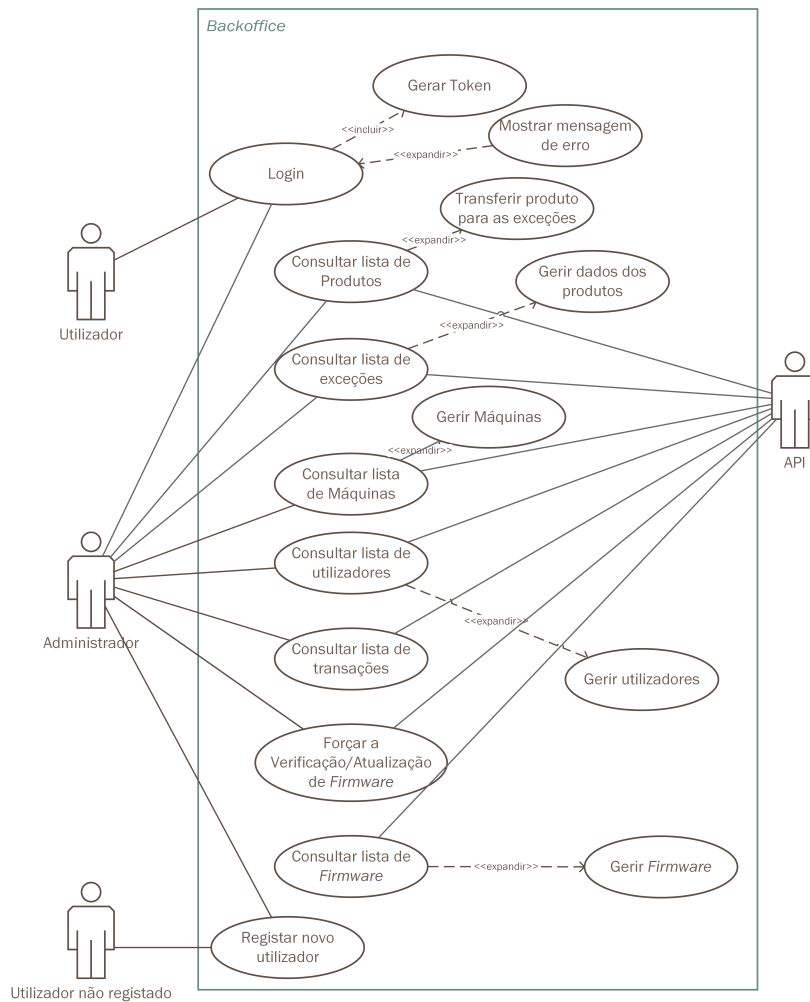 Backoffice
Gerar Token
<<incluir>>
Mostrar mensagem
de erro
<<expandir>>
Login
Transferir produto
para as exceções
<<expandir>>
Consultar lista de
Produtos
Gerir dados dos
produtos
<<expandir>>
Utilizador
Consultar lista de
exceções
Gerir Máquinas
<<expandir>>
API
Consultar lista
de Máquinas
Consultar lista de
utilizadores
<<expandir>>
Administrador
Consultar lista de
transações
Gerir utilizadores
Forçar a
Verificação/Atualização
de Firmware
Consultar lista de
Firmware
<<expandir>>
Gerir Firmware
Registar novo
utilizador
Utilizador não registado